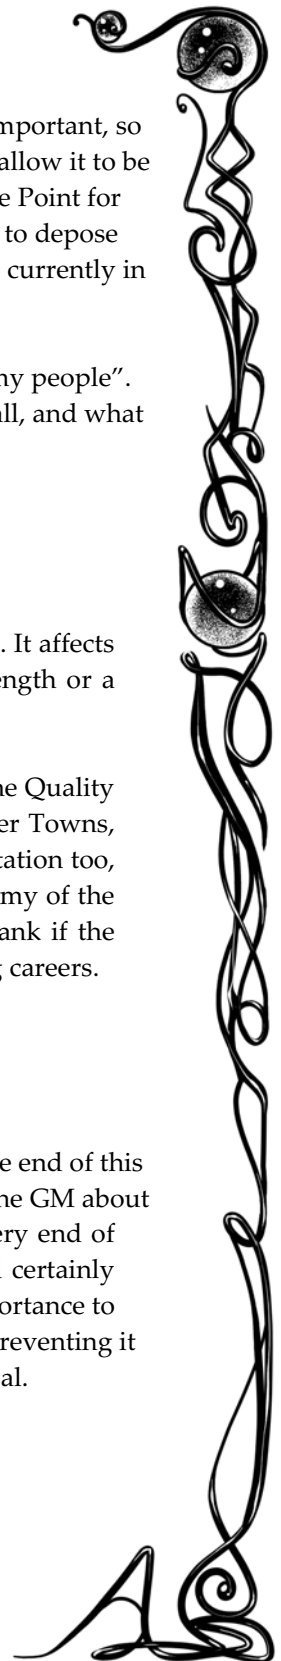 mportant, so
allow it to be
e Point for
to depose
currently in
ny people”.
all, and what
. It affects
ength or a
ne Quality
er Towns,
tation too,
my of the
ank if the
g careers.
e end of this
ne GM about
ery end of
certainly
ortance to
reventing it
al.